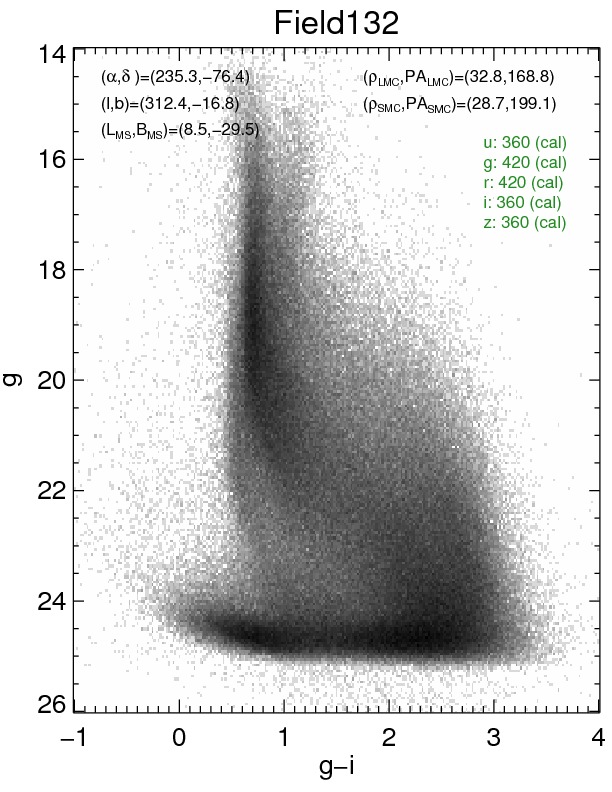 Field132
(α,δ )=(235.3,−76.4)
(ρLMC,PALMC)=(32.8,168.8)
(l,b)=(312.4,−16.8)
(ρSMC,PASMC)=(28.7,199.1)
(LMS,BMS)=(8.5,−29.5)
u: 360 (cal)
g: 420 (cal)
r: 420 (cal)
i: 360 (cal)
z: 360 (cal)
14
16
18
20
22
24
26
g
−1 0 1 2 3 4
g−i